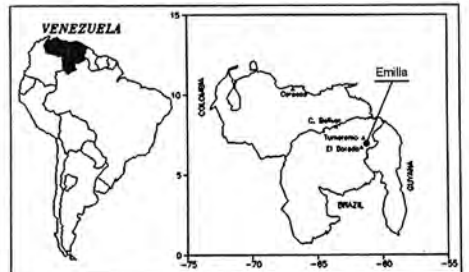 VENEZUELA
15
10
5
0
-75
-70
-65
-60
-55
COLOMBIA
Caracas
C. Bolivar
Tumeremo
El Dorado
Emilia
GUYANA
BRAZIL